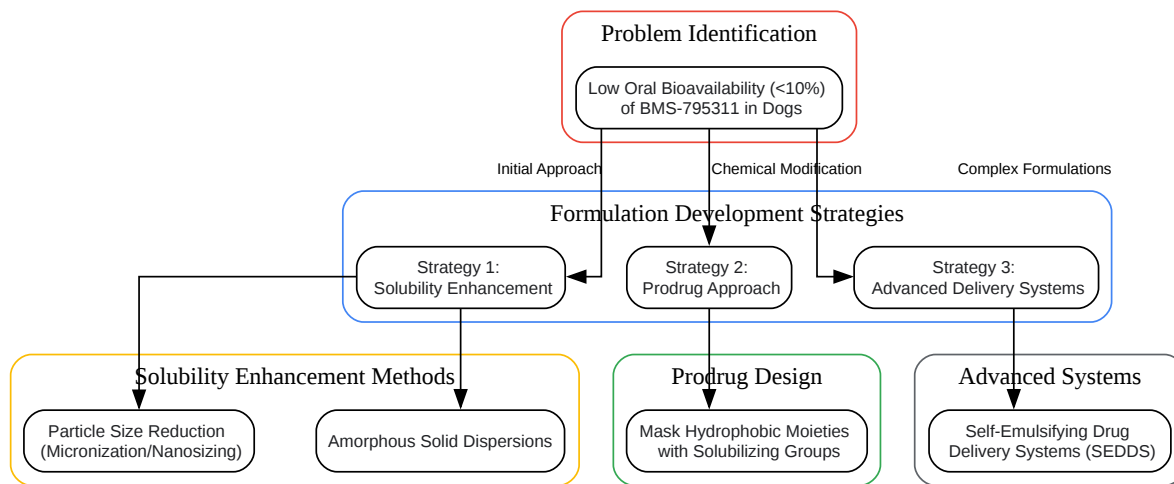 Problem Identification
Low Oral Bioavailability (<10%)
of BMS-795311 in Dogs
Initial Approach
Chemical Modification
Complex Formulations
Formulation Development Strategies
Strategy 1:
Solubility Enhancement
Strategy 2:
Prodrug Approach
Strategy 3:
Advanced Delivery Systems
Solubility Enhancement Methods
Prodrug Design
Advanced Systems
Particle Size Reduction
(Micronization/Nanosizing)
Amorphous Solid Dispersions
Mask Hydrophobic Moieties
with Solubilizing Groups
Self-Emulsifying Drug
Delivery Systems (SEDDS)